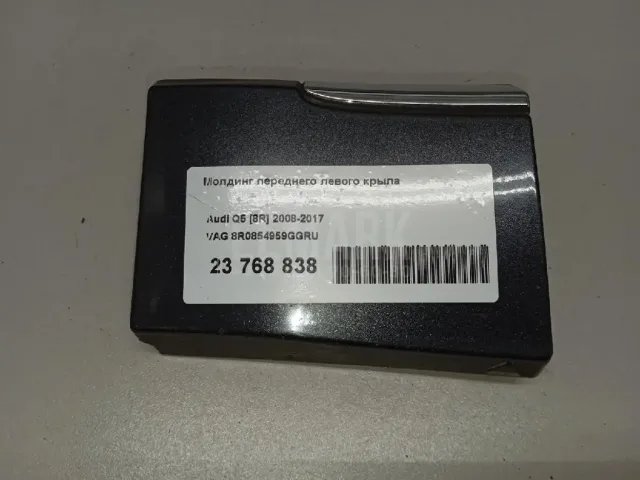 Молдинг переднего левого крыла
Audi Q5 [8R] 2008-2017
VAG 8R0854959GGRU
23 768 838